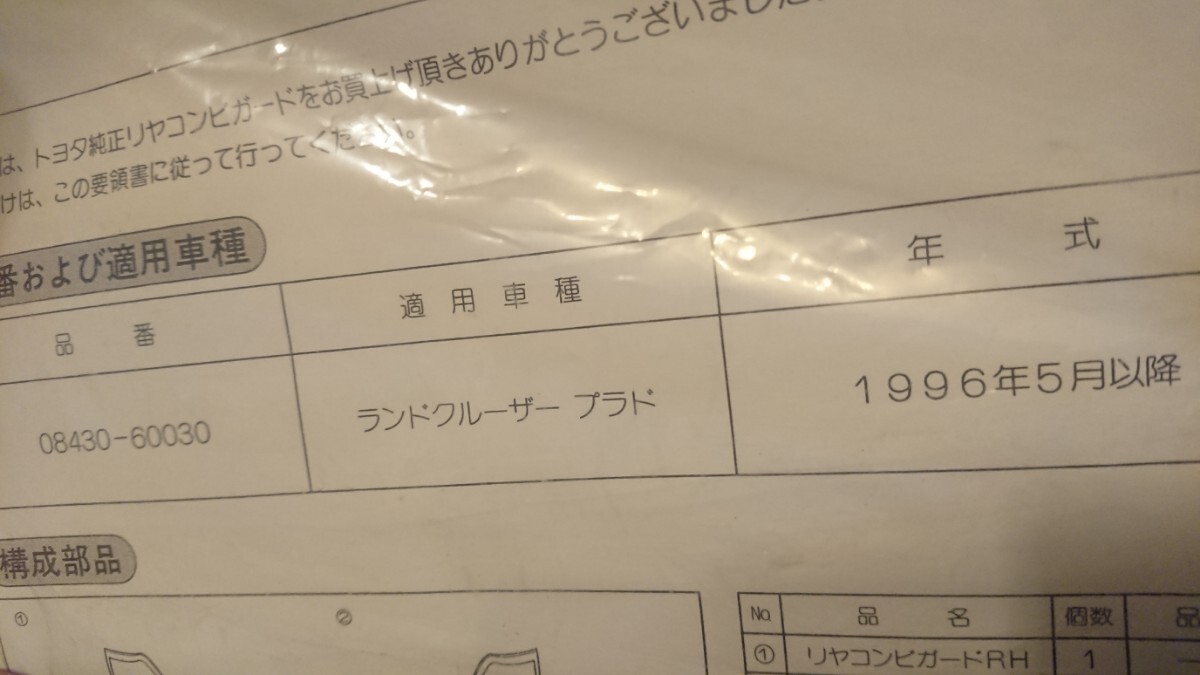 は、トヨタ純正リヤコンビガードをお買上げ頂きありがとうございました。
けは、この要領書に従って行ってください。
番および適用車種
品 番 適 用 車 種 年 式
08430-60030 ランドクルーザー プラド 1996年5月以降
構成部品
① ②
No 品 名 個数 品
① リヤコンビガードRH 1 ー